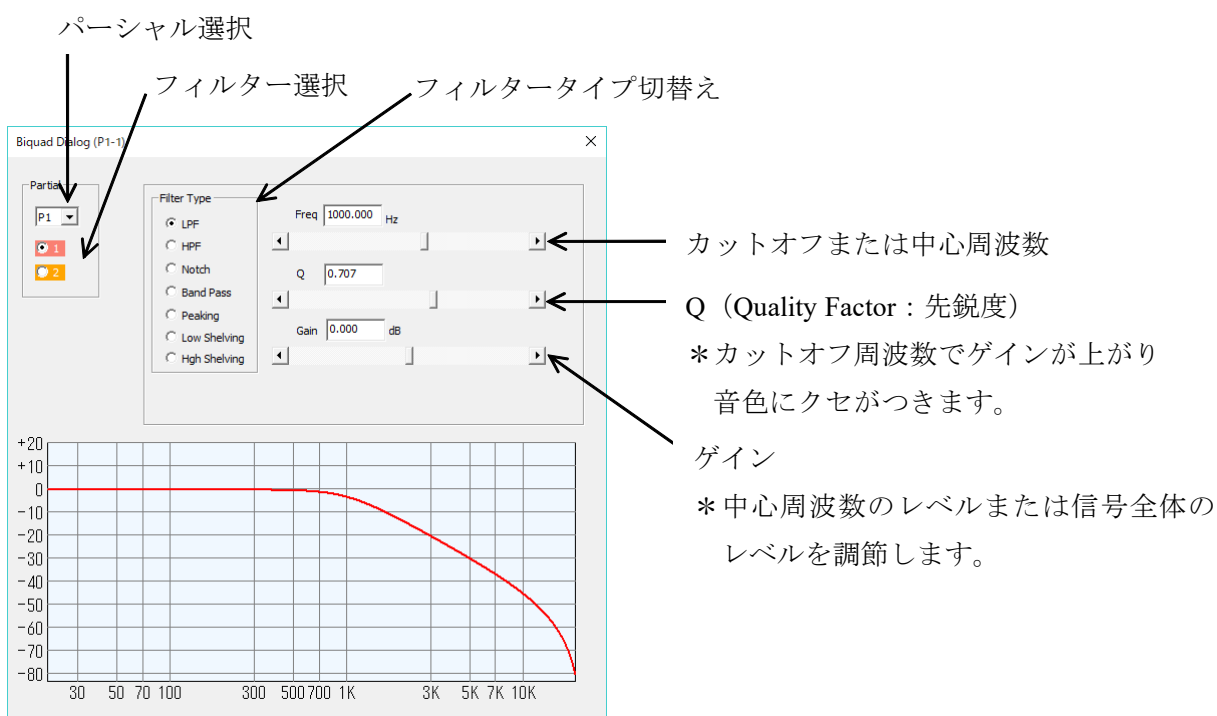 パーシャル選択
フィルター選択
フィルタータイプ切替え
Biquad Dialog (P1-1)
Partial
P1
1
2
Filter Type
LPF
HPF
Notch
Band Pass
Peaking
Low Shelving
Hgh Shelving
Freq 1000.000 Hz
Q 0.707
Gain 0.000 dB
カットオフまたは中心周波数
Q（Quality Factor：先鋭度）
＊カットオフ周波数でゲインが上がり
音色にクセがつきます。
ゲイン
＊中心周波数のレベルまたは信号全体の
レベルを調節します。
+20
+10
0
-10
-20
-30
-40
-50
-60
-70
-80
30 50 70 100 300 500 700 1K 3K 5K 7K 10K